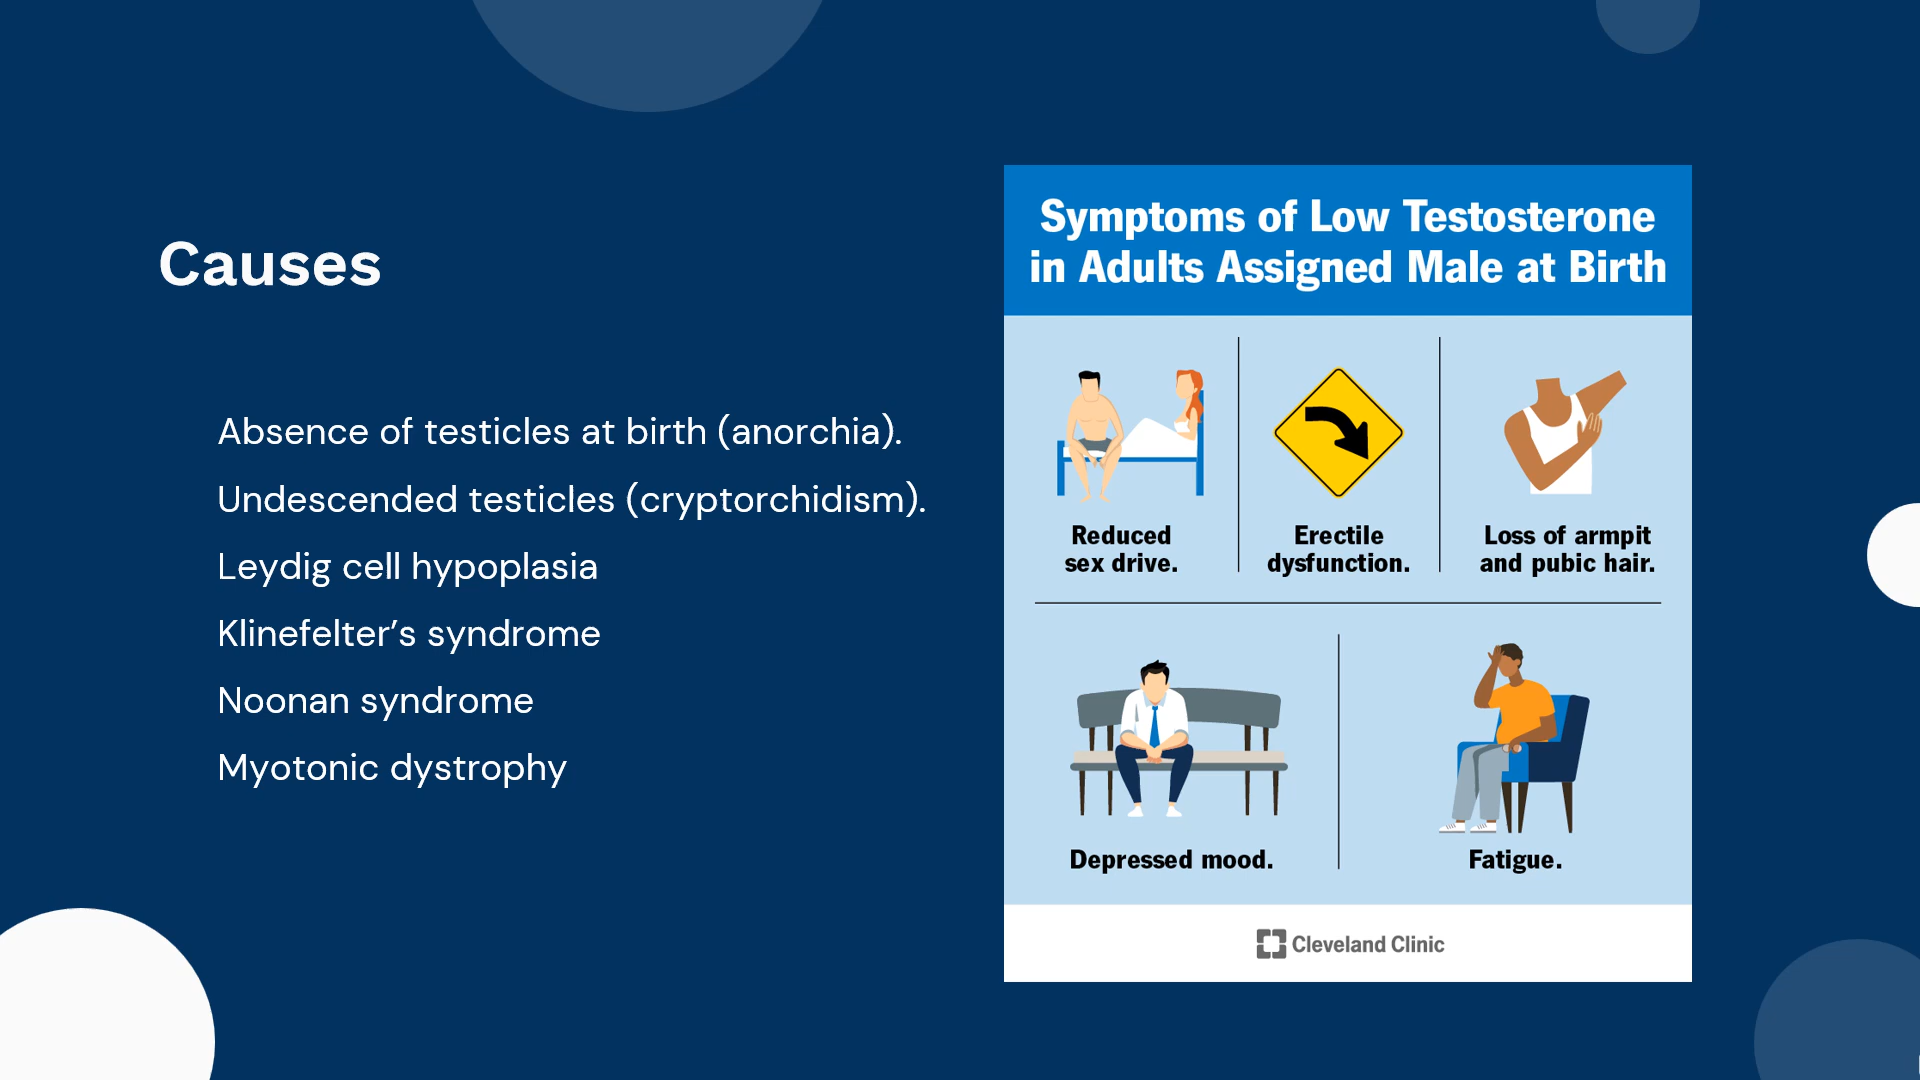 Causes
Absence of testicles at birth (anorchia).
Undescended testicles (cryptorchidism).
Leydig cell hypoplasia
Klinefelter’s syndrome
Noonan syndrome
Myotonic dystrophy
Symptoms of Low Testosterone
in Adults Assigned Male at Birth
Reduced
sex drive.
Erectile
dysfunction.
Loss of armpit
and pubic hair.
Depressed mood.
Fatigue.
Cleveland Clinic